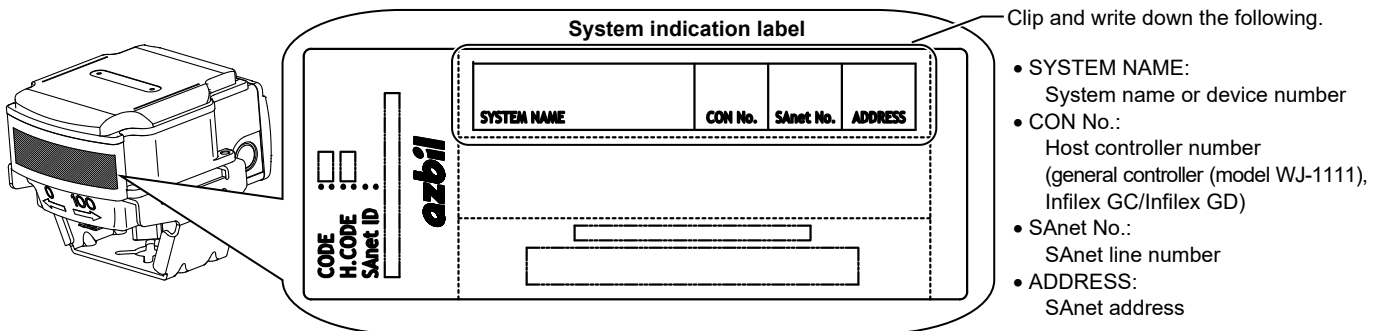 System indication label
SYSTEM NAME
CON No.
SAnet No.
ADDRESS
CODE :
H.CODE :
SAnet ID :
azbil
0 100
Clip and write down the following.
• SYSTEM NAME:
System name or device number
• CON No.:
Host controller number
(general controller (model WJ-1111),
Infilex GC/Infilex GD)
• SAnet No.:
SAnet line number
• ADDRESS:
SAnet address